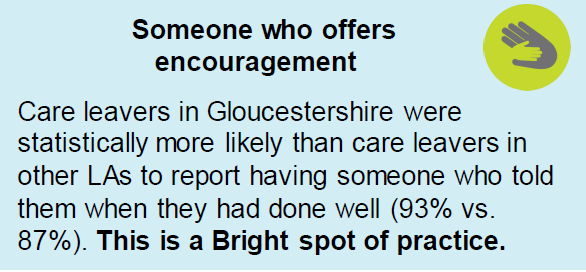 Someone who offers
encouragement
Care leavers in Gloucestershire were
statistically more likely than care leavers in
other LAs to report having someone who told
them when they had done well (93% vs.
87%). This is a Bright spot of practice.